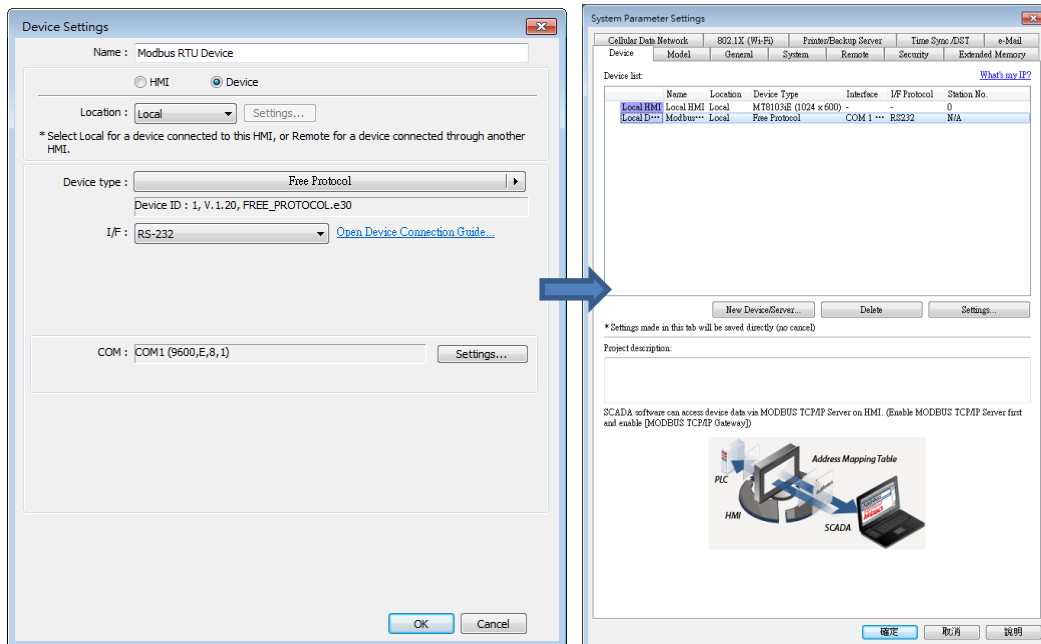 Device Settings
Name : Modbus RTU Device
HMI Device
Location : Local Settings...
* Select Local for a device connected to this HMI, or Remote for a device connected through another
HMI.
Device type : Free Protocol
Device ID : 1, V.1.20, FREE_PROTOCOL.e30
I/F : RS-232 Open Device Connection Guide...
COM : COM1 (9600,E,8,1) Settings...
OK Cancel
System Parameter Settings
Cellular Data Network 802.1X (Wi-Fi) Printer/Backup Server Time Sync./DST e-Mail
Device Model General System Remote Security Extended Memory
Device list: What's my IP?
Name Location Device Type Interface I/F Protocol Station No.
Local HMI Local HMI Local MT8103iE (1024 x 600) - - 0
Local D··· Modbus··· Local Free Protocol COM 1 ··· RS232 N/A
New Device/Server... Delete Settings...
* Settings made in this tab will be saved directly (no cancel)
Project description:
SCADA software can access device data via MODBUS TCP/IP Server on HMI. (Enable MODBUS TCP/IP Server first
and enable [MODBUS TCP/IP Gateway])
Address Mapping Table
PLC
HMI
SCADA
確定 取消 說明